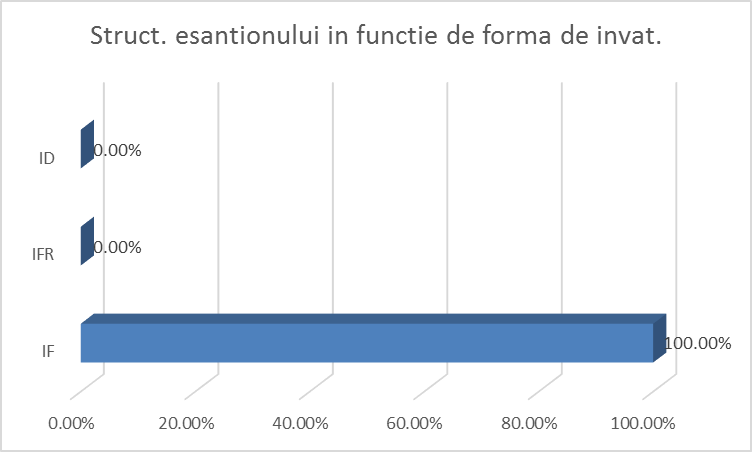 Struct. esantionului in functie de forma de invat.
ID
0.00%
IFR
0.00%
IF
100.00%
0.00% 20.00% 40.00% 60.00% 80.00% 100.00%